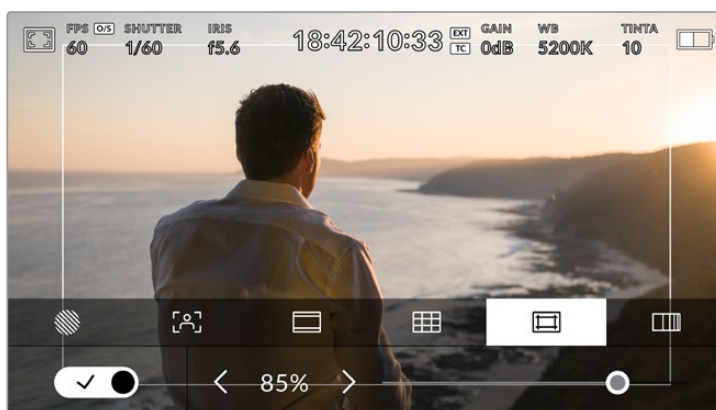 FPS O/S SHUTTER IRIS 18:42:10:33 EXT GAIN WB TINTA
60 1/60 f5.6 TC 0dB 5200K 10
85%